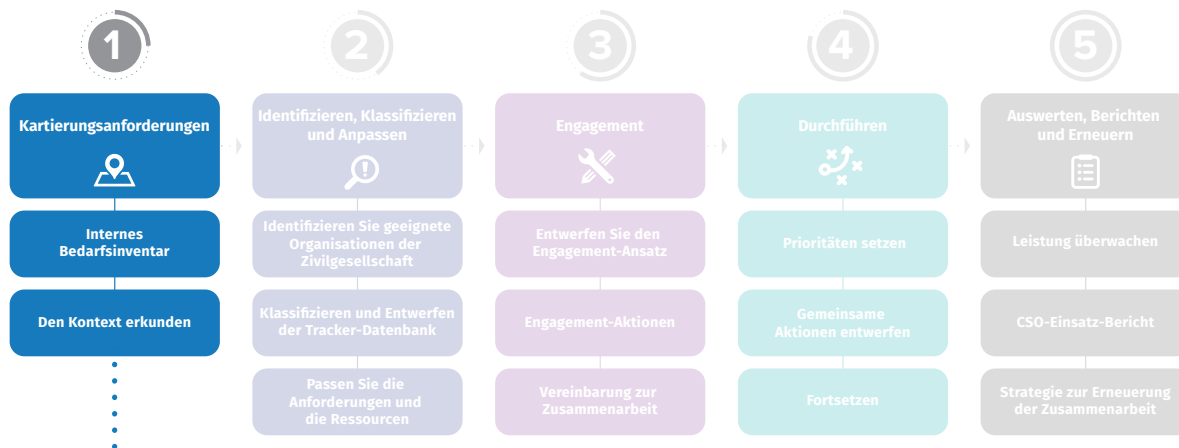 1
2
3
4
5
Kartierungsanforderungen
Identifizieren, Klassifizieren
und Anpassen
Engagement
Durchführen
Auswerten, Berichten
und Erneuern
Internes
Bedarfsinventar
Identifizieren Sie geeignete
Organisationen der
Zivilgesellschaft
Entwerfen Sie den
Engagement-Ansatz
Prioritäten setzen
Leistung überwachen
Den Kontext erkunden
Klassifizieren und Entwerfen
der Tracker-Datenbank
Engagement-Aktionen
Gemeinsame
Aktionen entwerfen
CSO-Einsatz-Bericht
Passen Sie die
Anforderungen und
die Ressourcen
Vereinbarung zur
Zusammenarbeit
Fortsetzen
Strategie zur Erneuerung
der Zusammenarbeit